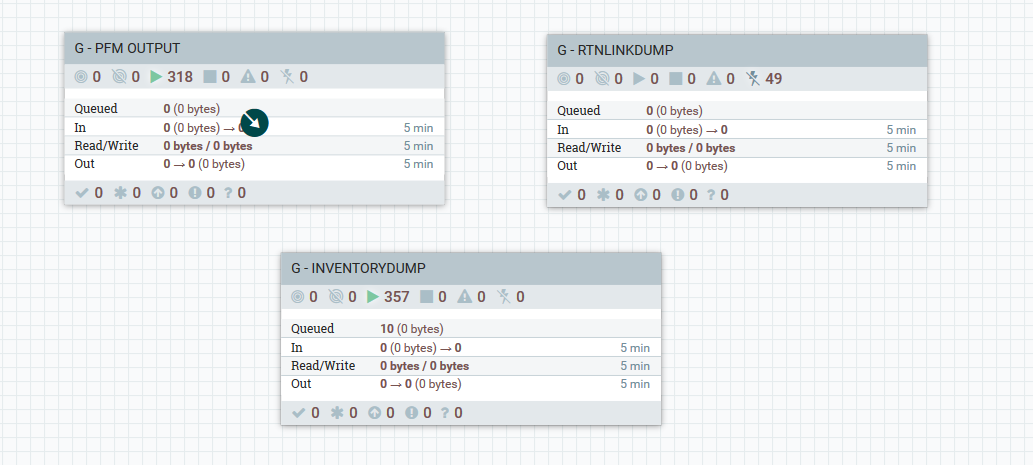 G - PFM OUTPUT
0 0 318 0 0 0
Queued 0 (0 bytes)
In 0 (0 bytes) → 0 5 min
Read/Write 0 bytes / 0 bytes 5 min
Out 0 → 0 (0 bytes) 5 min
0 0 0 0 ? 0
G - RTNLINKDUMP
0 0 0 0 0 49
Queued 0 (0 bytes)
In 0 (0 bytes) → 0 5 min
Read/Write 0 bytes / 0 bytes 5 min
Out 0 → 0 (0 bytes) 5 min
0 0 0 0 ? 0
G - INVENTORYDUMP
0 0 357 0 0 0
Queued 10 (0 bytes)
In 0 (0 bytes) → 0 5 min
Read/Write 0 bytes / 0 bytes 5 min
Out 0 → 0 (0 bytes) 5 min
0 0 0 0 ? 0